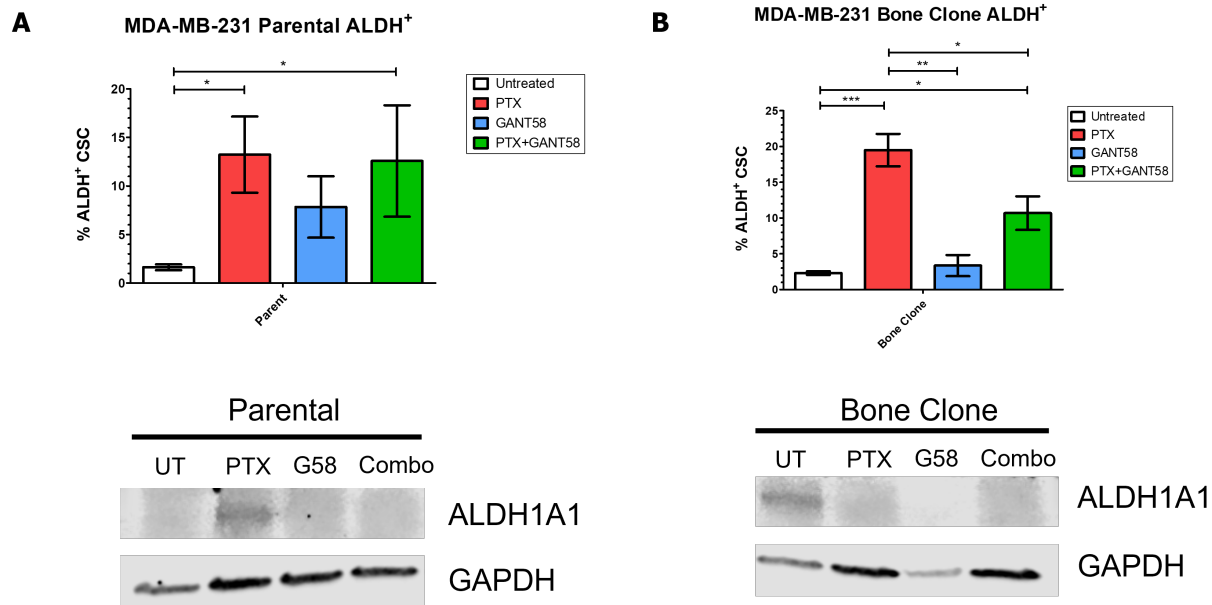 A
MDA-MB-231 Parental ALDH+
*
*
% ALDH+ CSC
20
15
10
5
0
Parent
Untreated
PTX
GANT58
PTX+GANT58
Parental
UT PTX G58 Combo
ALDH1A1
GAPDH
B
MDA-MB-231 Bone Clone ALDH+
*
**
*
***
% ALDH+ CSC
25
20
15
10
5
0
Bone Clone
Untreated
PTX
GANT58
PTX+GANT58
Bone Clone
UT PTX G58 Combo
ALDH1A1
GAPDH